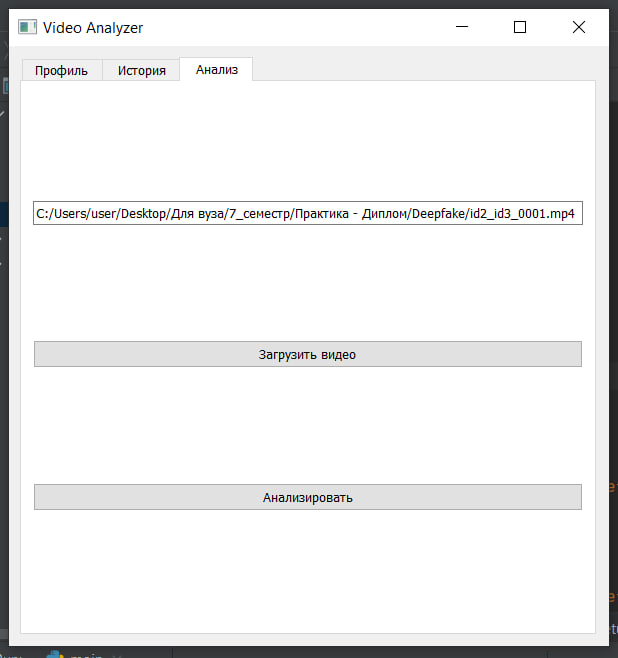 Video Analyzer
Профиль
История
Анализ
C:/Users/user/Desktop/Для вуза/7_семестр/Практика - Диплом/Deepfake/id2_id3_0001.mp4
Загрузить видео
Анализировать